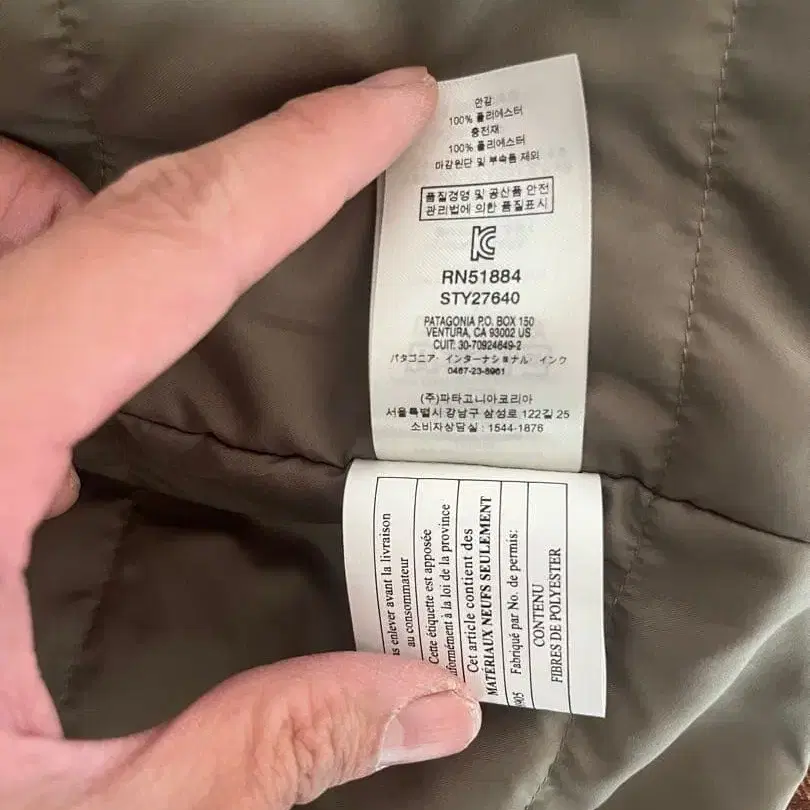 안감:
100% 폴리에스터
충전재:
100% 폴리에스터
마감원단 및 부속품 제외
품질경영 및 공산품 안전
관리법에 의한 품질표시
RN51884
STY27640
PATAGONIA P.O. BOX 150
VENTURA, CA 93002 US
CUIT: 30-70924649-2
パタゴニア・インターナショナル・インク
0467-23-8961
(주)파타고니아코리아
서울특별시 강남구 삼성로 122길 25
소비자상담실 : 1544-1876
enlever avant la livraison
au consommateur
Cette étiquette est apposée
à la loi de la province
Cet article contient des
MATÉRIAUX NEUFS SEULEMENT
Fabriqué par No. de permis:
CONTENU
FIBRES DE POLYESTER